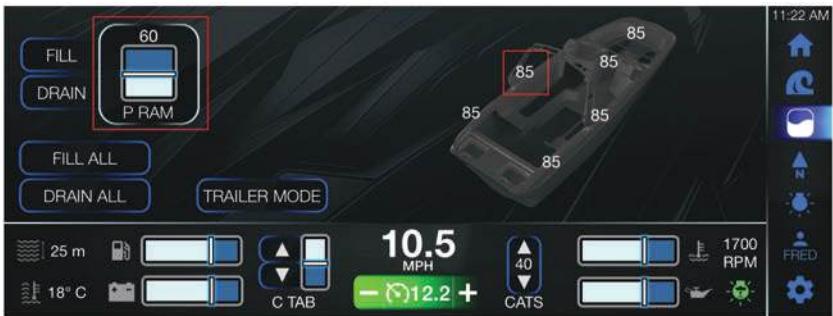 11:22 AM
60
FILL
DRAIN
P RAM
85
85
85
85
85
85
FILL ALL
DRAIN ALL
TRAILER MODE
N
25 m
10.5
MPH
40
1700
RPM
FRED
18° C
C TAB
12.2
CATS